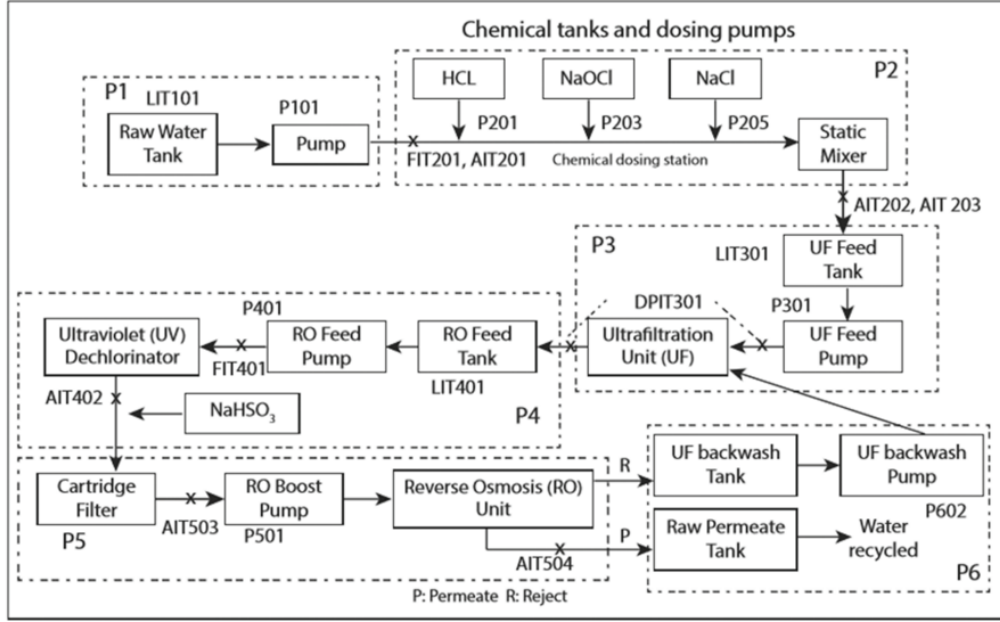 Chemical tanks and dosing pumps
P1
LIT101
Raw Water
Tank
P101
Pump
P2
HCL
NaOCl
NaCl
P201
P203
P205
FIT201, AIT201
Chemical dosing station
Static
Mixer
AIT202, AIT 203
P3
LIT301
UF Feed
Tank
P301
UF Feed
Pump
DPIT301
Ultrafiltration
Unit (UF)
P401
Ultraviolet (UV)
Dechlorinator
RO Feed
Pump
RO Feed
Tank
FIT401
LIT401
AIT402
NaHSO3
P4
Cartridge
Filter
AIT503
RO Boost
Pump
P501
Reverse Osmosis (RO)
Unit
P5
AIT504
R
P
UF backwash
Tank
UF backwash
Pump
P602
Raw Permeate
Tank
Water
recycled
P6
P: Permeate R: Reject